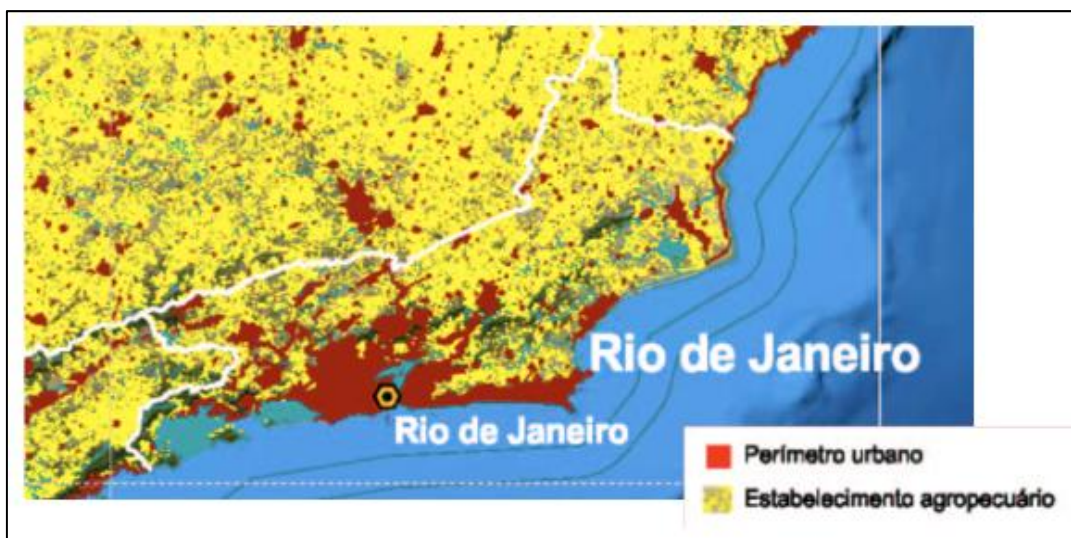 Rio de Janeiro
Rio de Janeiro
Perímetro urbano
Estabelecimento agropecuário